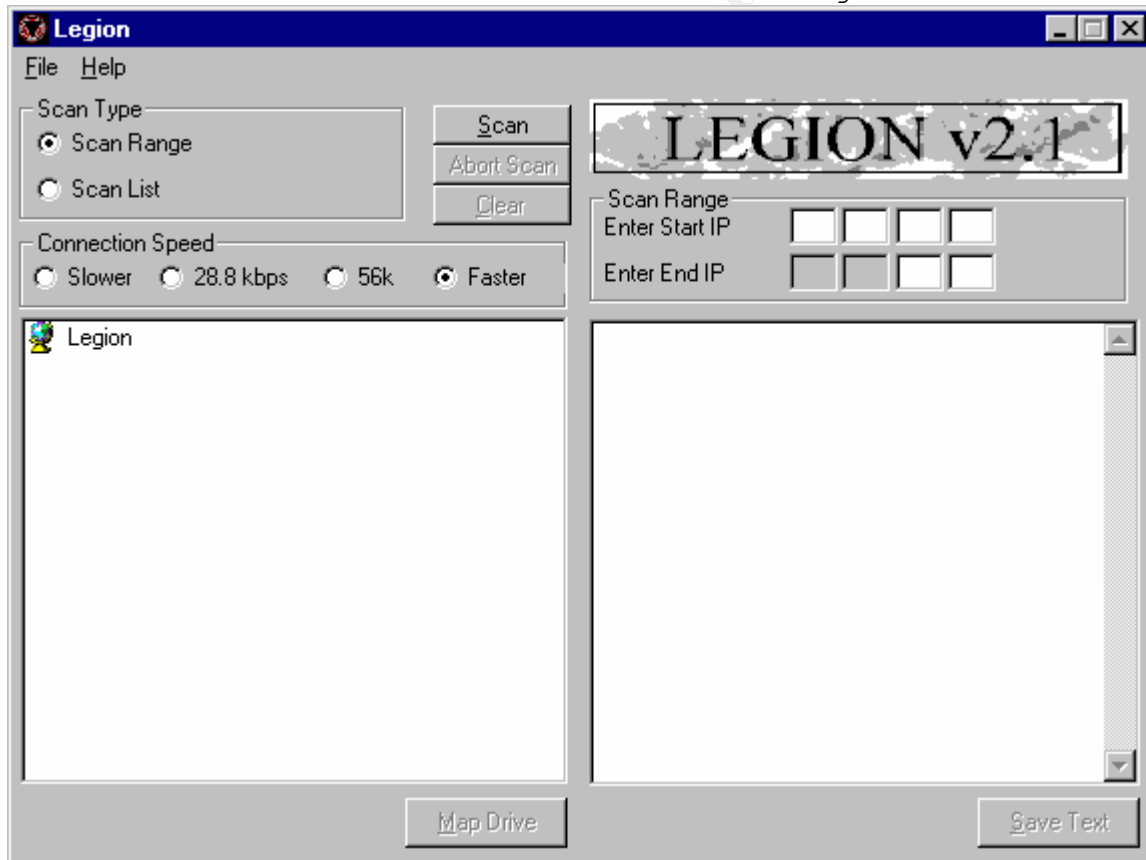 Legion
File Help
Scan Type
Scan Range
Scan List
Scan
Abort Scan
Clear
LEGION v2.1
Connection Speed
Slower 28.8 kbps 56k Faster
Scan Range
Enter Start IP
Enter End IP
Legion
Map Drive
Save Text